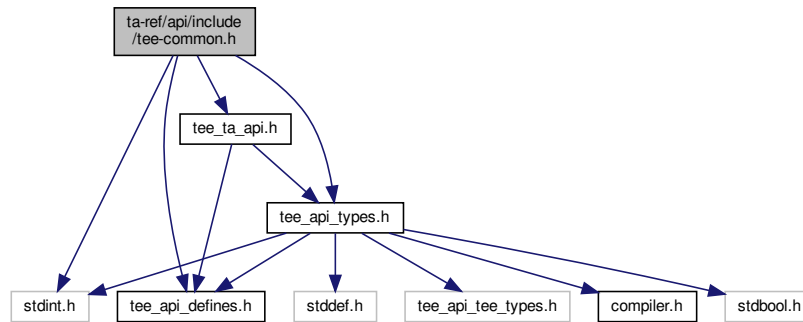 ta-ref/api/include
/tee-common.h
tee_ta_api.h
tee_api_types.h
stdint.h
tee_api_defines.h
stddef.h
tee_api_tee_types.h
compiler.h
stdbool.h